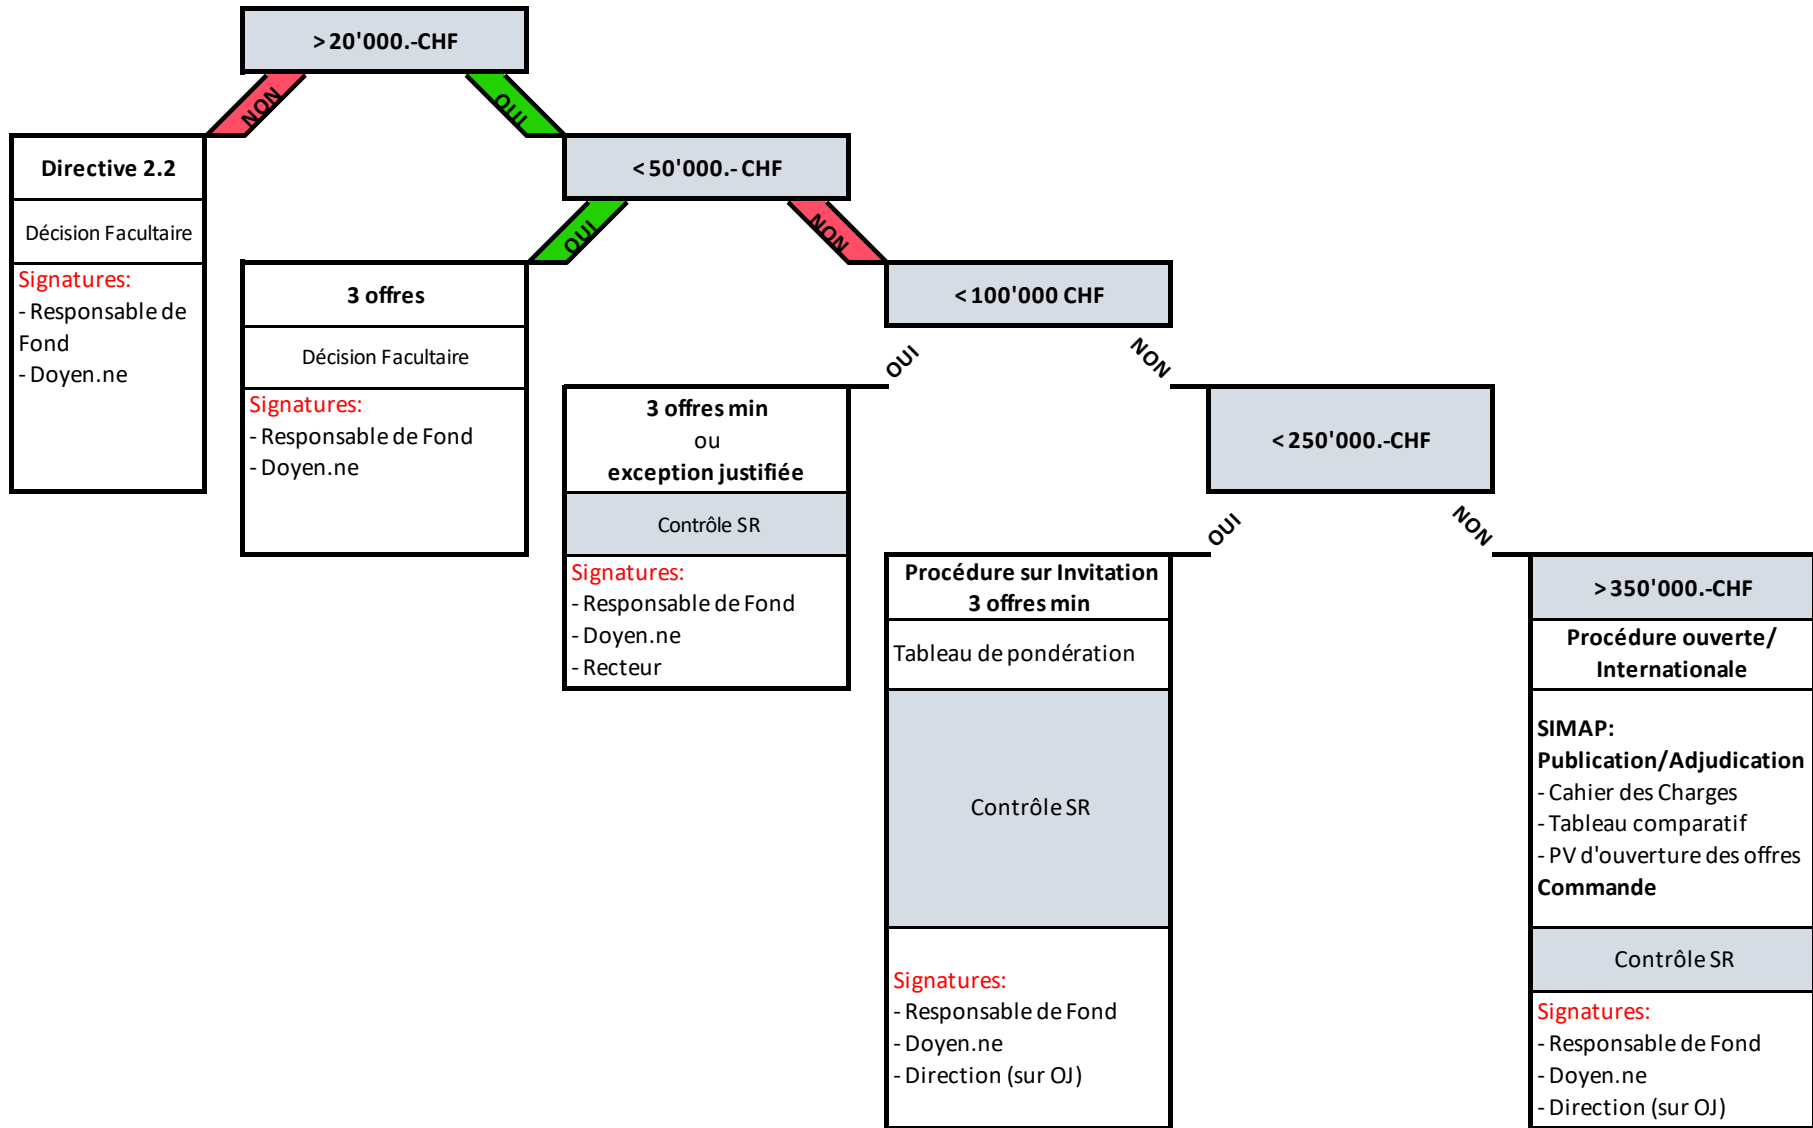 > 20'000.-CHF
NON
OUI
Directive 2.2
Décision Facultaire
Signatures:
- Responsable de
Fond
- Doyen.ne
< 50'000.- CHF
OUI
NON
3 offres
Décision Facultaire
Signatures:
- Responsable de Fond
- Doyen.ne
< 100'000 CHF
OUI
NON
3 offres min
ou
exception justifiée
Contrôle SR
Signatures:
- Responsable de Fond
- Doyen.ne
- Recteur
< 250'000.-CHF
OUI
NON
Procédure sur Invitation
3 offres min
Tableau de pondération
Contrôle SR
Signatures:
- Responsable de Fond
- Doyen.ne
- Direction (sur OJ)
> 350'000.-CHF
Procédure ouverte/
Internationale
SIMAP:
Publication/Adjudication
- Cahier des Charges
- Tableau comparatif
- PV d'ouverture des offres
Commande
Contrôle SR
Signatures:
- Responsable de Fond
- Doyen.ne
- Direction (sur OJ)